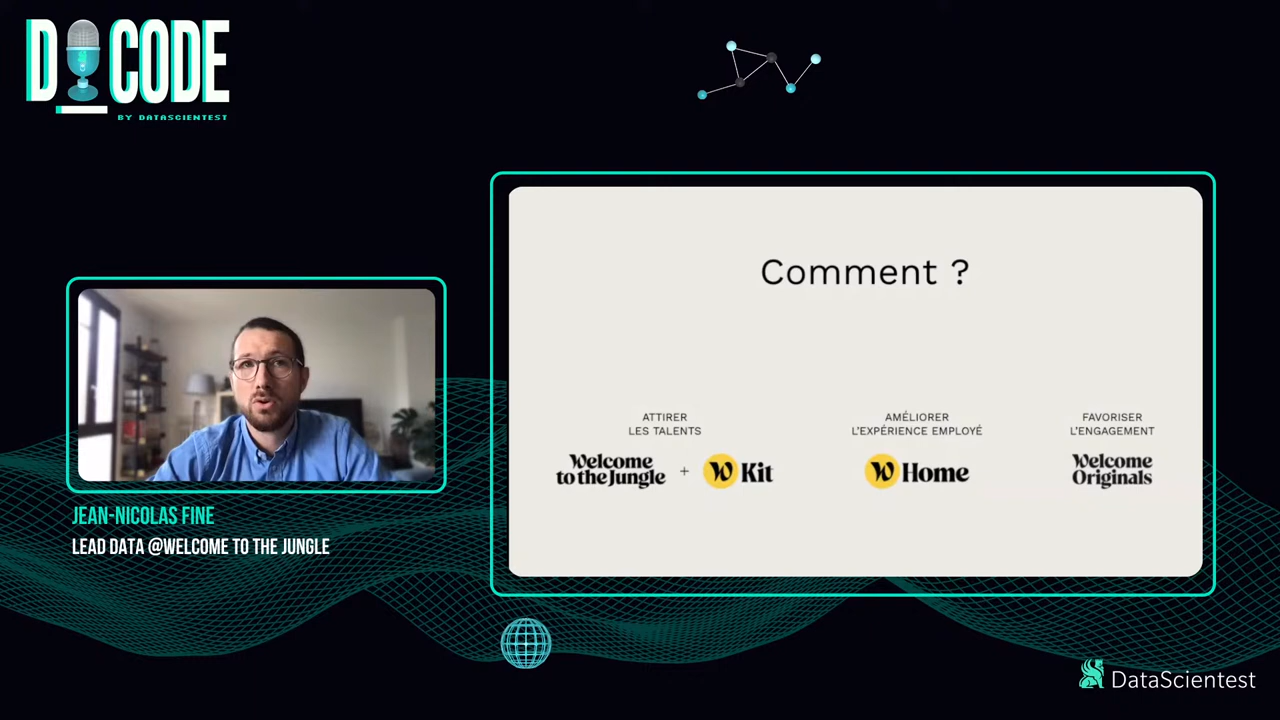 D_CODE
BY DATASCIENTEST
Comment ?
ATTIRER
LES TALENTS
Welcome
to the Jungle
+
W Kit
AMÉLIORER
L'EXPÉRIENCE EMPLOYÉ
W Home
FAVORISER
L'ENGAGEMENT
Welcome
Originals
JEAN-NICOLAS FINE
LEAD DATA @WELCOME TO THE JUNGLE
DataScientest